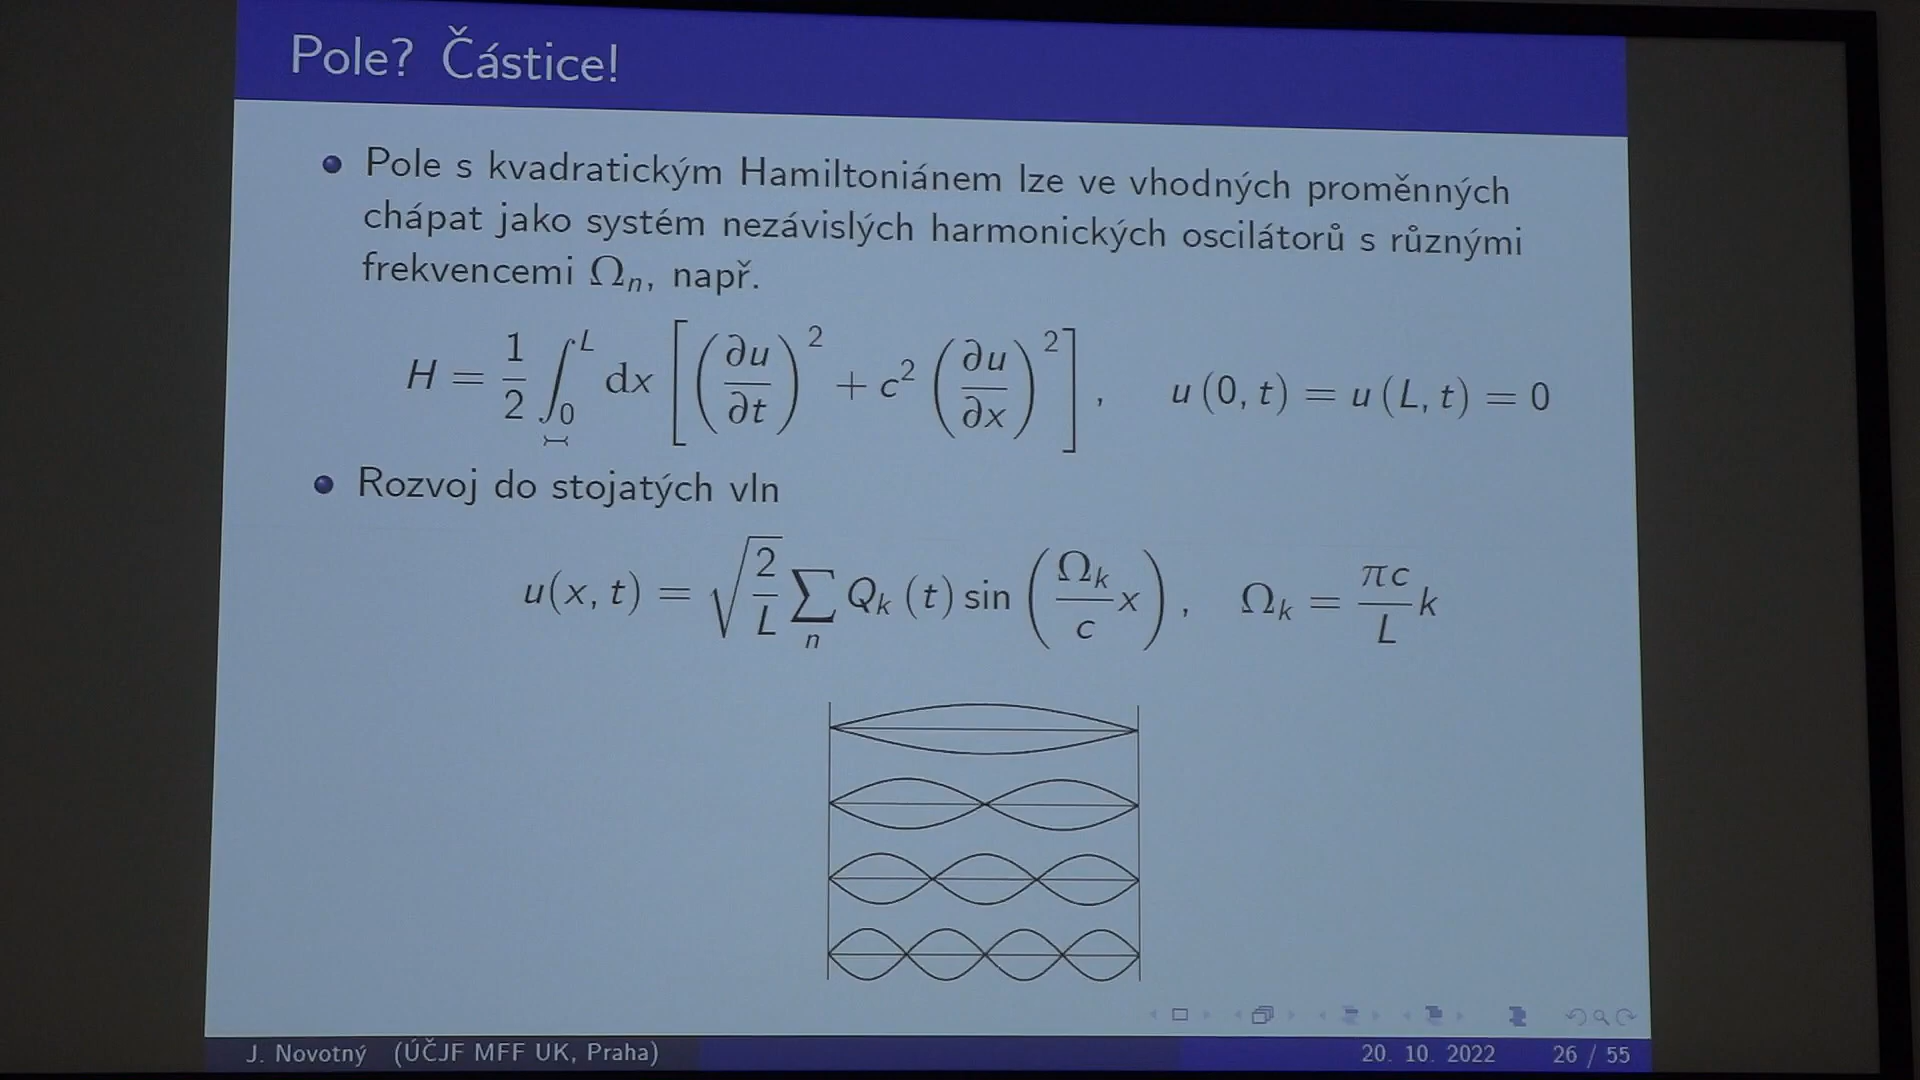 Pole? Částice!
Pole s kvadratickým Hamiltoniánem lze ve vhodných proměnných
chápat jako systém nezávislých harmonických oscilátorů s různými
frekvencemi Ωₙ, např.
H = 1/2 ∫₀ᴸ dx [(∂u/∂t)² + c² (∂u/∂x)²], u (0, t) = u (L, t) = 0
Rozvoj do stojatých vln
u(x, t) = √(2/L) ∑ₙ Qₖ (t) sin (Ωₖ/c x), Ωₖ = πc/L k
J. Novotný (ÚČJF MFF UK, Praha) 20. 10. 2022 26 / 55